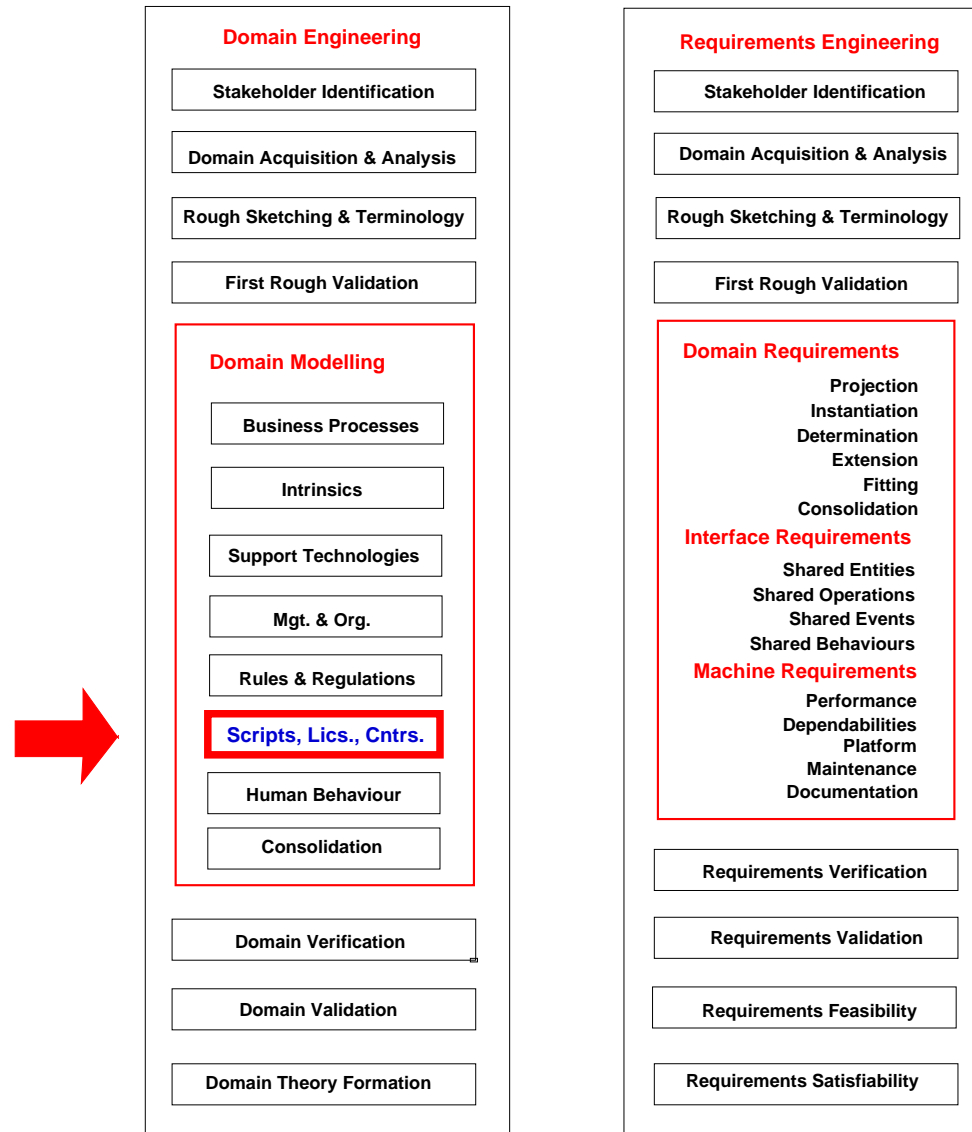 Domain Engineering
Stakeholder Identification
Domain Acquisition & Analysis
Rough Sketching & Terminology
First Rough Validation
Domain Modelling
Business Processes
Intrinsics
Support Technologies
Mgt. & Org.
Rules & Regulations
Scripts, Lics., Cntrs.
Human Behaviour
Consolidation
Domain Verification
Domain Validation
Domain Theory Formation
Requirements Engineering
Stakeholder Identification
Domain Acquisition & Analysis
Rough Sketching & Terminology
First Rough Validation
Domain Requirements
Projection
Instantiation
Determination
Extension
Fitting
Consolidation
Interface Requirements
Shared Entities
Shared Operations
Shared Events
Shared Behaviours
Machine Requirements
Performance
Dependabilities
Platform
Maintenance
Documentation
Requirements Verification
Requirements Validation
Requirements Feasibility
Requirements Satisfiability